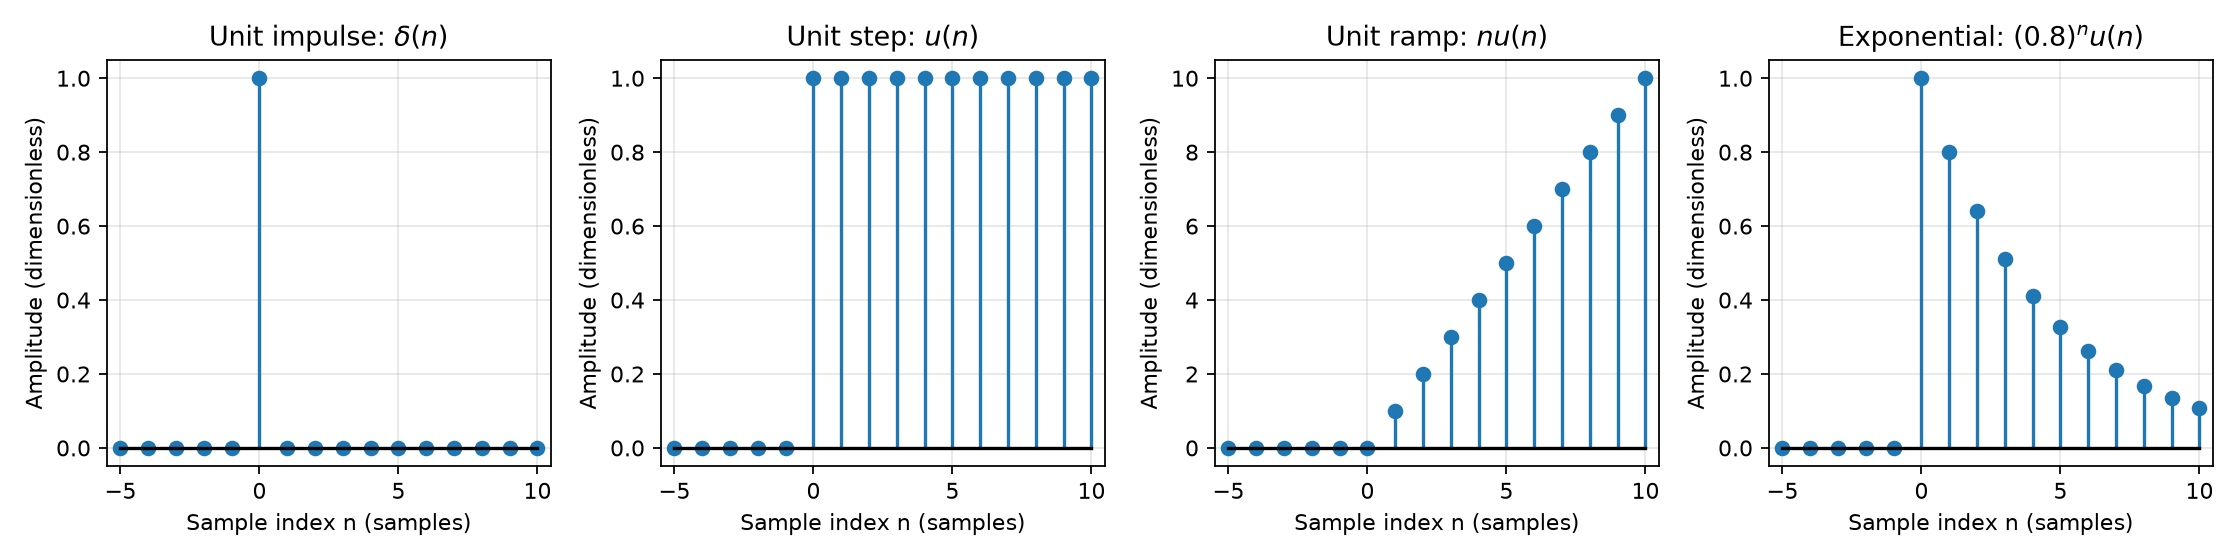 Unit impulse: δ(n)
Amplitude (dimensionless)
1.0
0.8
0.6
0.4
0.2
0.0
−5 0 5 10
Sample index n (samples)
Unit step: u(n)
Amplitude (dimensionless)
1.0
0.8
0.6
0.4
0.2
0.0
−5 0 5 10
Sample index n (samples)
Unit ramp: nu(n)
Amplitude (dimensionless)
10
8
6
4
2
0
−5 0 5 10
Sample index n (samples)
Exponential: (0.8)ⁿu(n)
Amplitude (dimensionless)
1.0
0.8
0.6
0.4
0.2
0.0
−5 0 5 10
Sample index n (samples)